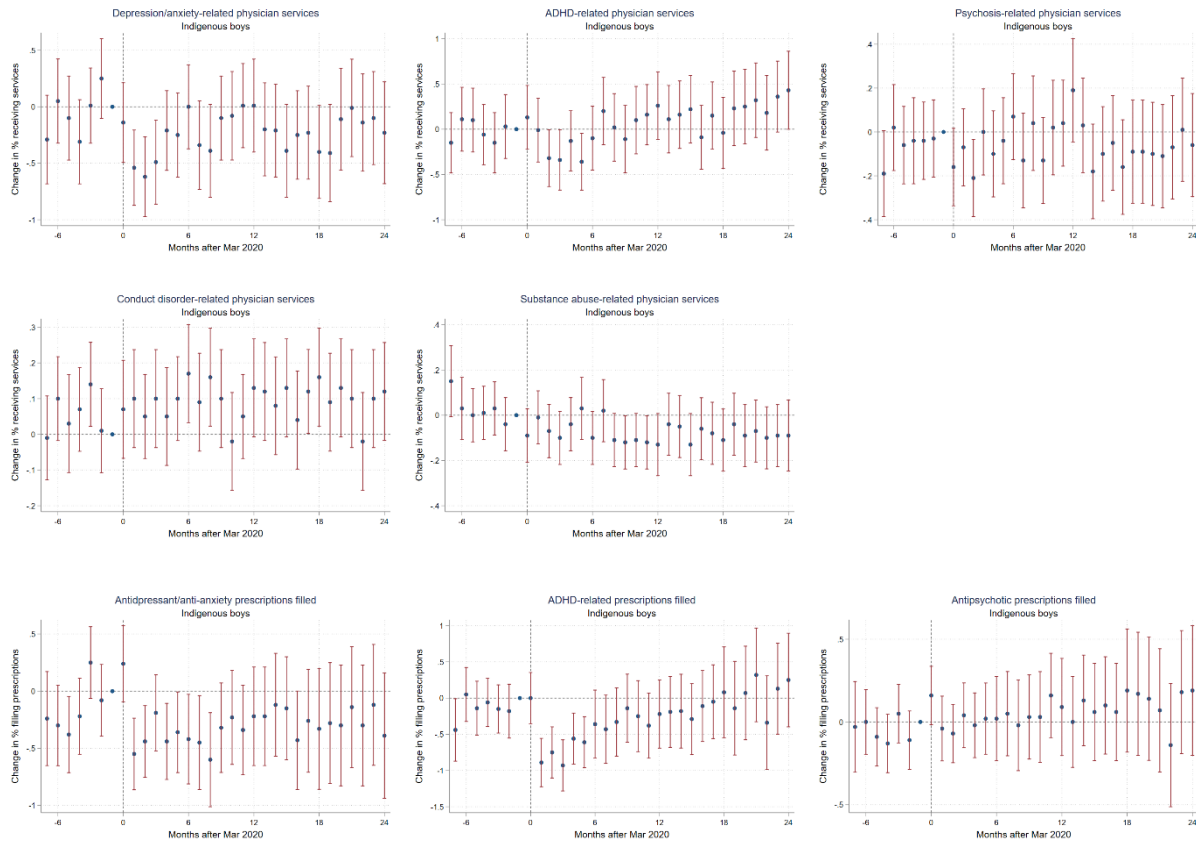 Depression/anxiety-related physician services
Indigenous boys
Change in % receiving services
.5
0
-.5
-1
-6
0
6
12
18
24
Months after Mar 2020
ADHD-related physician services
Indigenous boys
Change in % receiving services
1
.5
0
-.5
-1
-6
0
6
12
18
24
Months after Mar 2020
Psychosis-related physician services
Indigenous boys
Change in % receiving services
.4
.2
0
-.2
-.4
-6
0
6
12
18
24
Months after Mar 2020
Conduct disorder-related physician services
Indigenous boys
Change in % receiving services
.3
.2
.1
0
-.1
-.2
-6
0
6
12
18
24
Months after Mar 2020
Substance abuse-related physician services
Indigenous boys
Change in % receiving services
.4
.2
0
-.2
-.4
-6
0
6
12
18
24
Months after Mar 2020
Antidpressant/anti-anxiety prescriptions filled
Indigenous boys
Change in % filling prescriptions
.5
0
-.5
-1
-6
0
6
12
18
24
Months after Mar 2020
ADHD-related prescriptions filled
Indigenous boys
Change in % filling prescriptions
1
.5
0
-.5
-1
-1.5
-6
0
6
12
18
24
Months after Mar 2020
Antipsychotic prescriptions filled
Indigenous boys
Change in % filling prescriptions
.5
0
-.5
-6
0
6
12
18
24
Months after Mar 2020